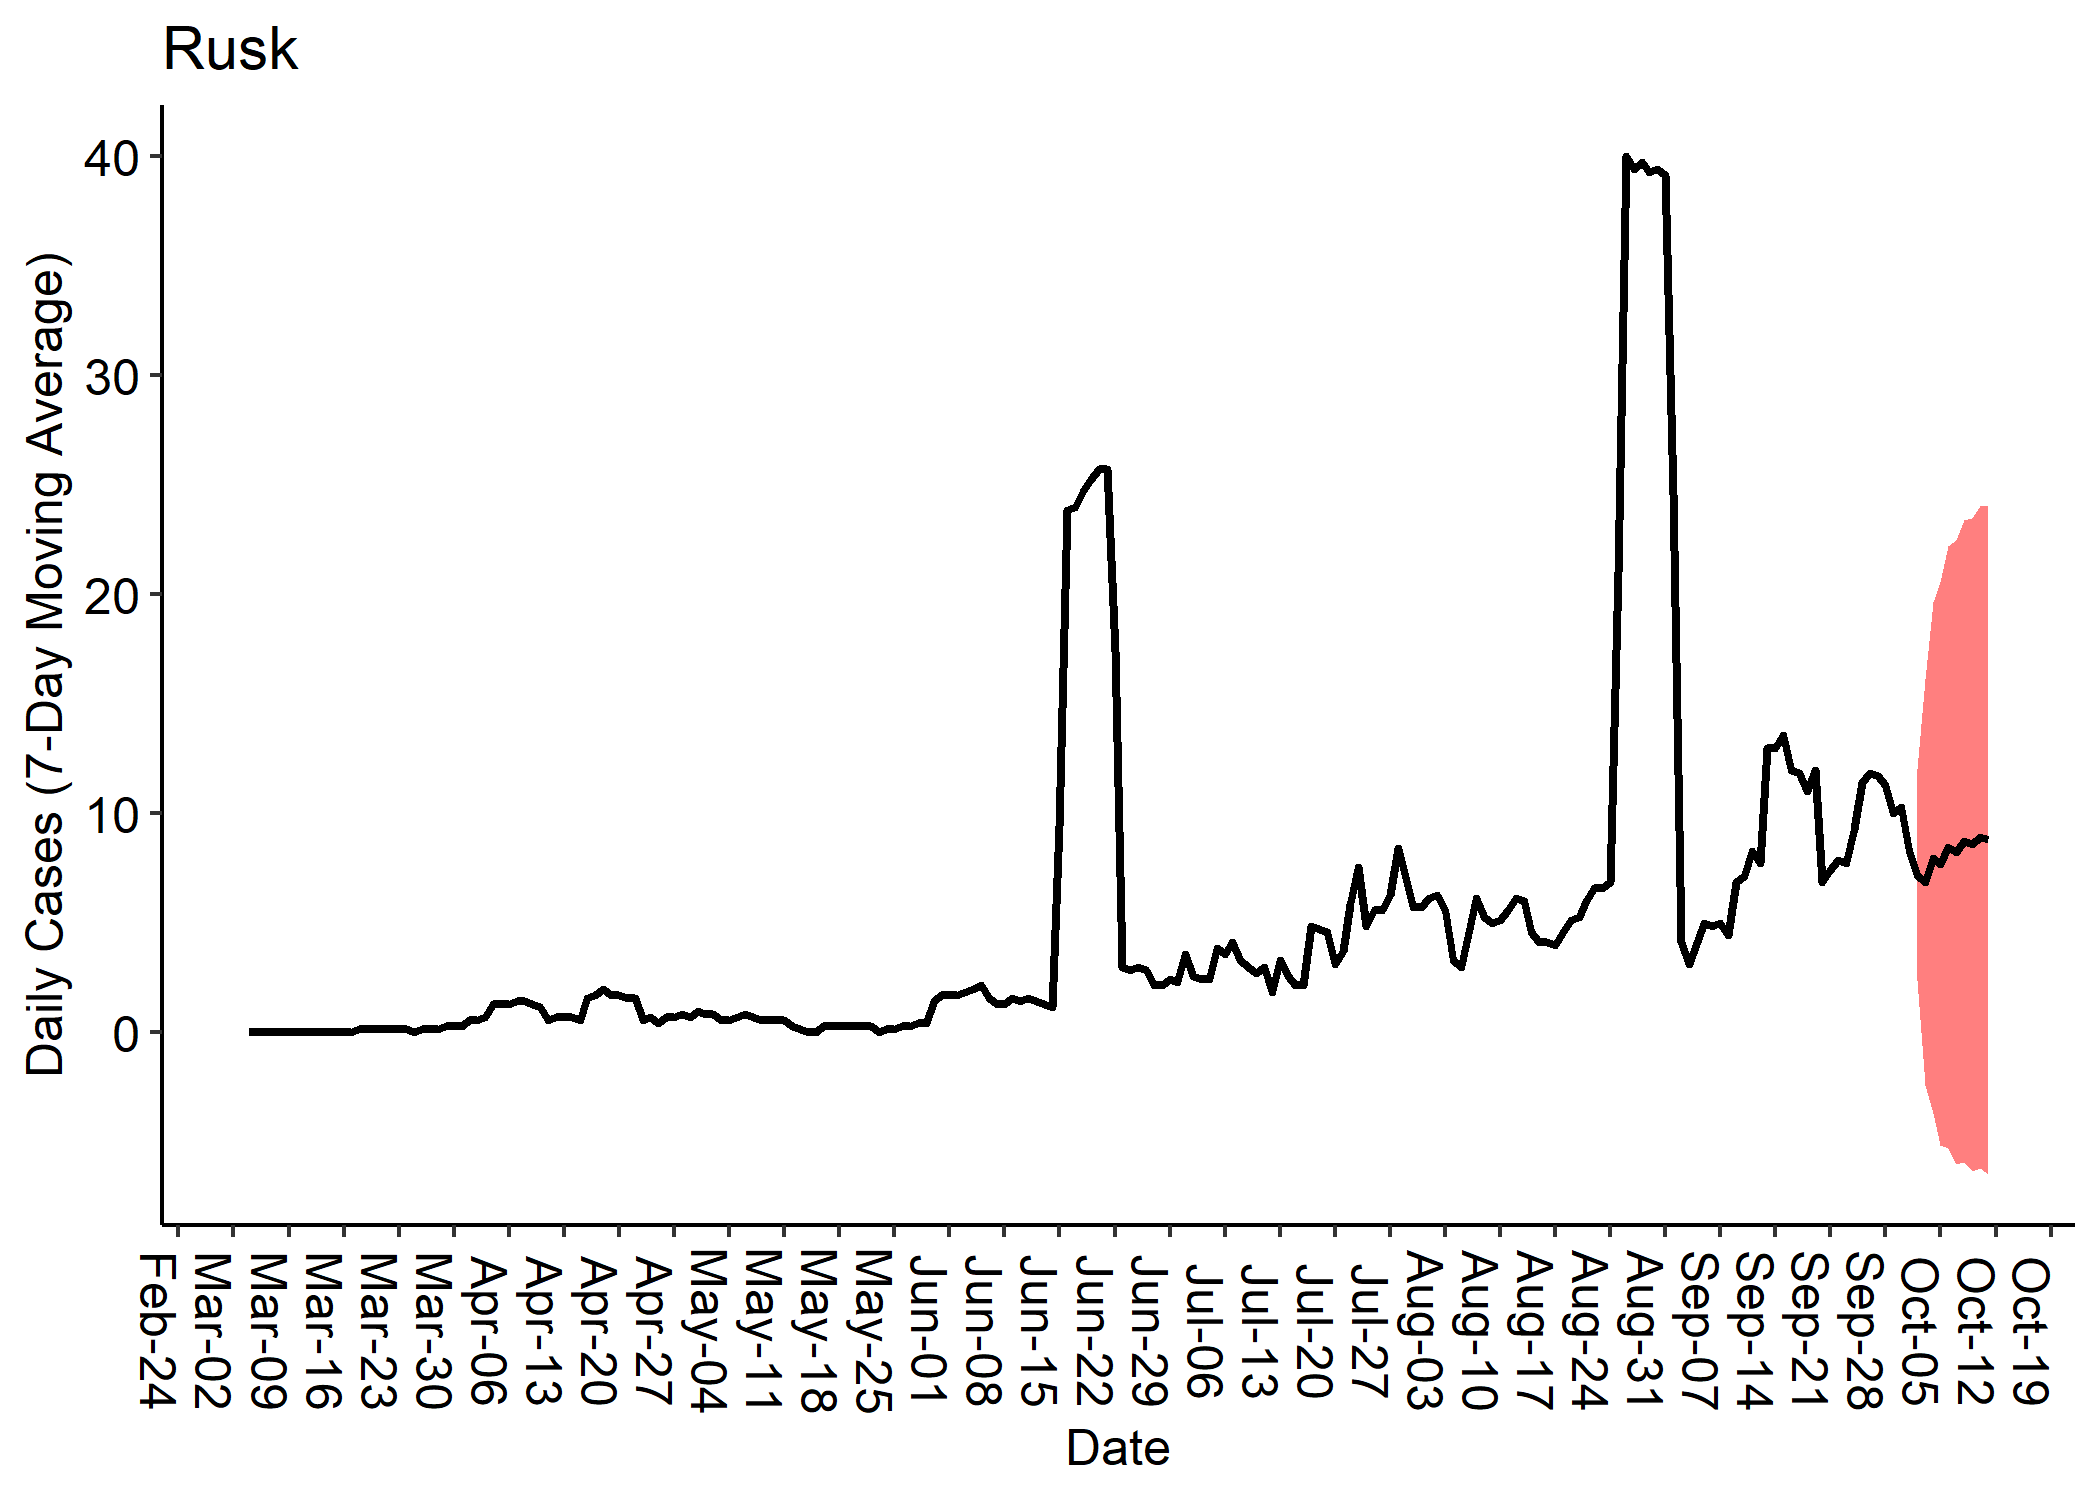 Rusk
Daily Cases (7-Day Moving Average)
40
30
20
10
0
Feb-24
Mar-02
Mar-09
Mar-16
Mar-23
Mar-30
Apr-06
Apr-13
Apr-20
Apr-27
May-04
May-11
May-18
May-25
Jun-01
Jun-08
Jun-15
Jun-22
Jun-29
Jul-06
Jul-13
Jul-20
Jul-27
Aug-03
Aug-10
Aug-17
Aug-24
Aug-31
Sep-07
Sep-14
Sep-21
Sep-28
Oct-05
Oct-12
Oct-19
Date